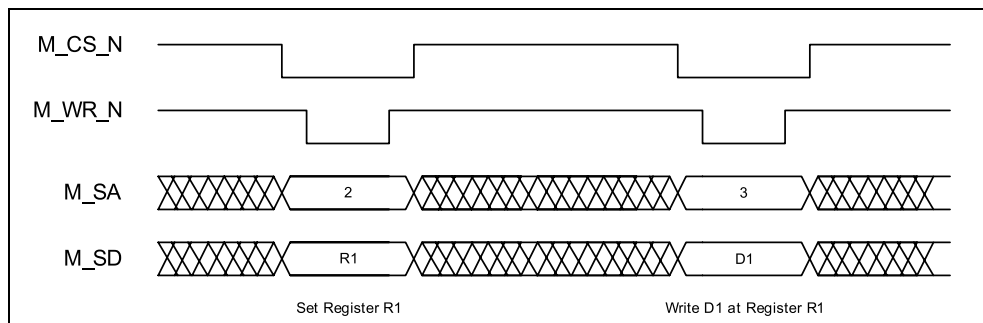 M_CS_N
M_WR_N
M_SA 2 3
M_SD R1 D1
Set Register R1 Write D1 at Register R1